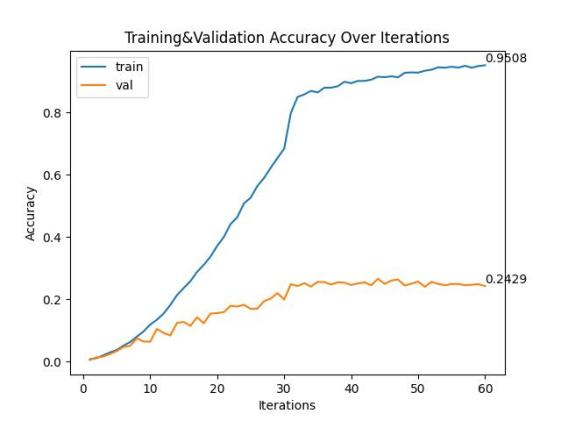 Training&Validation Accuracy Over Iterations
train
val
0.9508
0.2429
0.8
0.6
0.4
0.2
0.0
Accuracy
0 10 20 30 40 50 60
Iterations